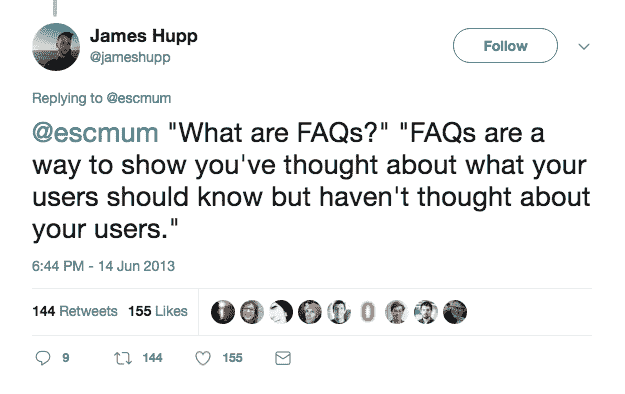 James Hupp
@jameshupp
Follow
Replying to @escmum
@escmum "What are FAQs?" "FAQs are a
way to show you've thought about what your
users should know but haven't thought about
your users."
6:44 PM - 14 Jun 2013
144 Retweets 155 Likes
9 144 155